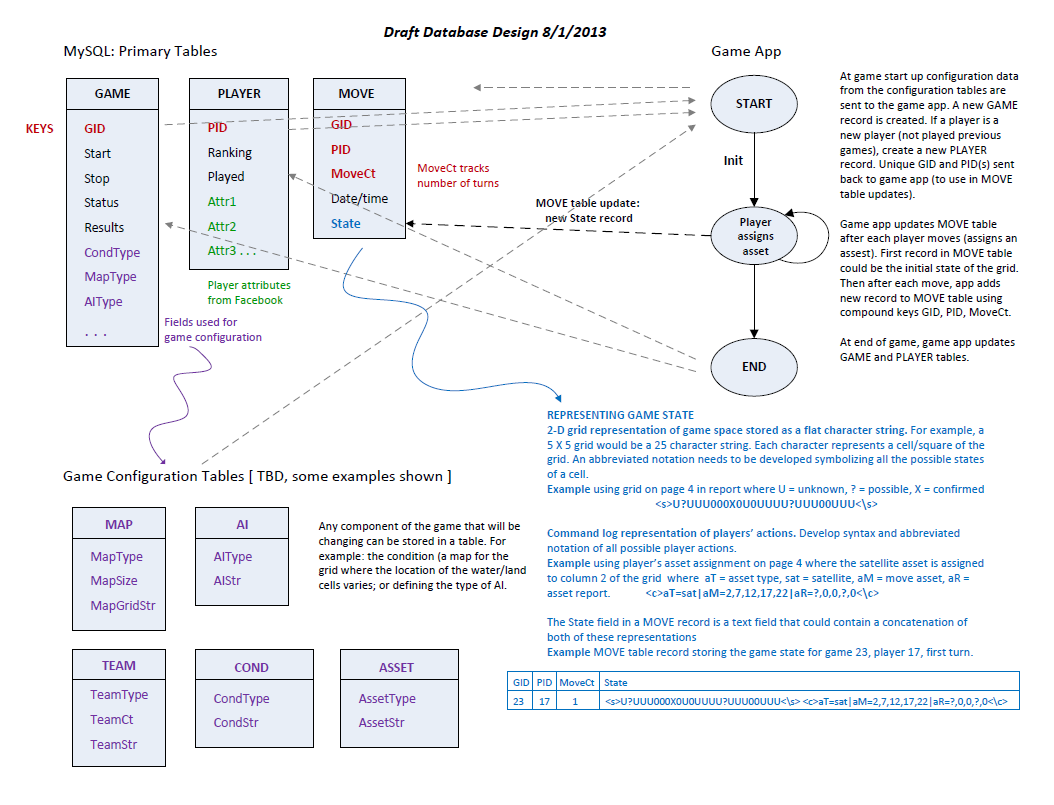 Draft Database Design 8/1/2013
MySQL: Primary Tables
Game App
GAME
KEYS
GID
Start
Stop
Status
Results
CondType
MapType
AIType
. . .
PLAYER
PID
Ranking
Played
Attr1
Attr2
Attr3 . . .
MOVE
GID
PID
MoveCt
Date/time
State
Player attributes
from Facebook
Fields used for
game configuration
MoveCt tracks
number of turns
MOVE table update:
new State record
START
Init
Player
assigns
asset
END
At game start up configuration data
from the configuration tables are
sent to the game app. A new GAME
record is created. If a player is a
new player (not played previous
games), create a new PLAYER
record. Unique GID and PID(s) sent
back to game app (to use in MOVE
table updates).
Game app updates MOVE table
after each player moves (assigns an
assest). First record in MOVE table
could be the initial state of the grid.
Then after each move, app adds
new record to MOVE table using
compound keys GID, PID, MoveCt.
At end of game, game app updates
GAME and PLAYER tables.
REPRESENTING GAME STATE
2-D grid representation of game space stored as a flat character string. For example, a
5 X 5 grid would be a 25 character string. Each character represents a cell/square of the
grid. An abbreviated notation needs to be developed symbolizing all the possible states
of a cell.
Example using grid on page 4 in report where U = unknown, ? = possible, X = confirmed
<s>U?UUU000X0U0UUUU?UUU00UUU<\s>
Command log representation of players' actions. Develop syntax and abbreviated
notation of all possible player actions.
Example using player's asset assignment on page 4 where the satellite asset is assigned
to column 2 of the grid where aT = asset type, sat = satellite, aM = move asset, aR =
asset report. <c>aT=sat|aM=2,7,12,17,22|aR=?,0,0,?,0<\c>
The State field in a MOVE record is a text field that could contain a concatenation of
both of these representations
Example MOVE table record storing the game state for game 23, player 17, first turn.
GID PID MoveCt State
23 17 1 <s>U?UUU000X0U0UUUU?UUU00UUU<\s> <c>aT=sat|aM=2,7,12,17,22|aR=?,0,0,?,0<\c>
Game Configuration Tables [ TBD, some examples shown ]
MAP
MapType
MapSize
MapGridStr
AI
AIType
AIStr
Any component of the game that will be
changing can be stored in a table. For
example: the condition (a map for the
grid where the location of the water/land
cells varies; or defining the type of AI.
TEAM
TeamType
TeamCt
TeamStr
COND
CondType
CondStr
ASSET
AssetType
AssetStr